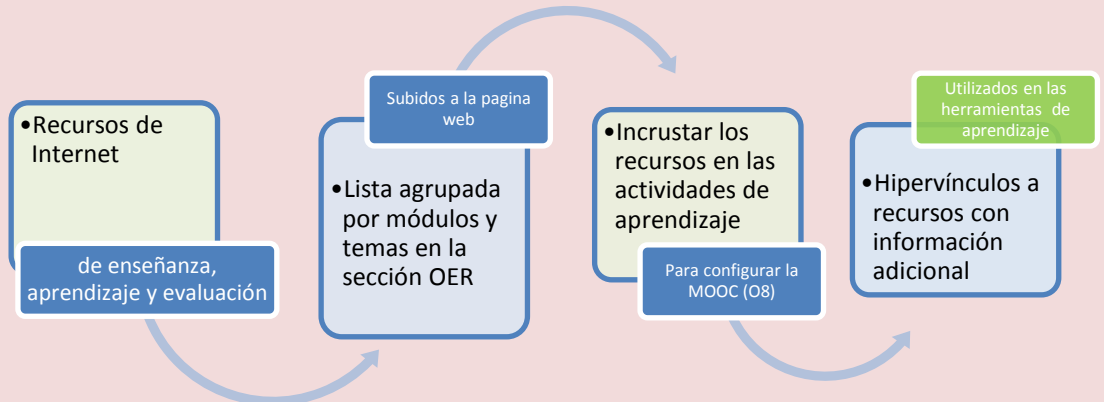 •Recursos de
Internet
de enseñanza,
aprendizaje y evaluación
Subidos a la pagina
web
•Lista agrupada
por módulos y
temas en la
sección OER
•Incrustar los
recursos en las
actividades de
aprendizaje
Para configurar la
MOOC (O8)
Utilizados en las
herramientas de
aprendizaje
•Hipervínculos a
recursos con
información
adicional